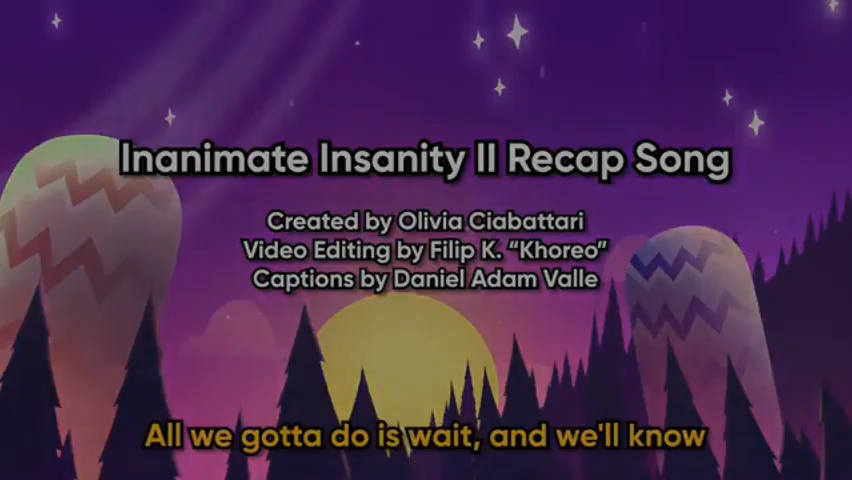 Inanimate Insanity II Recap Song
Created by Olivia Ciabattari
Video Editing by Filip K. “Khoreo”
Captions by Daniel Adam Valle
All we gotta do is wait, and we'll know